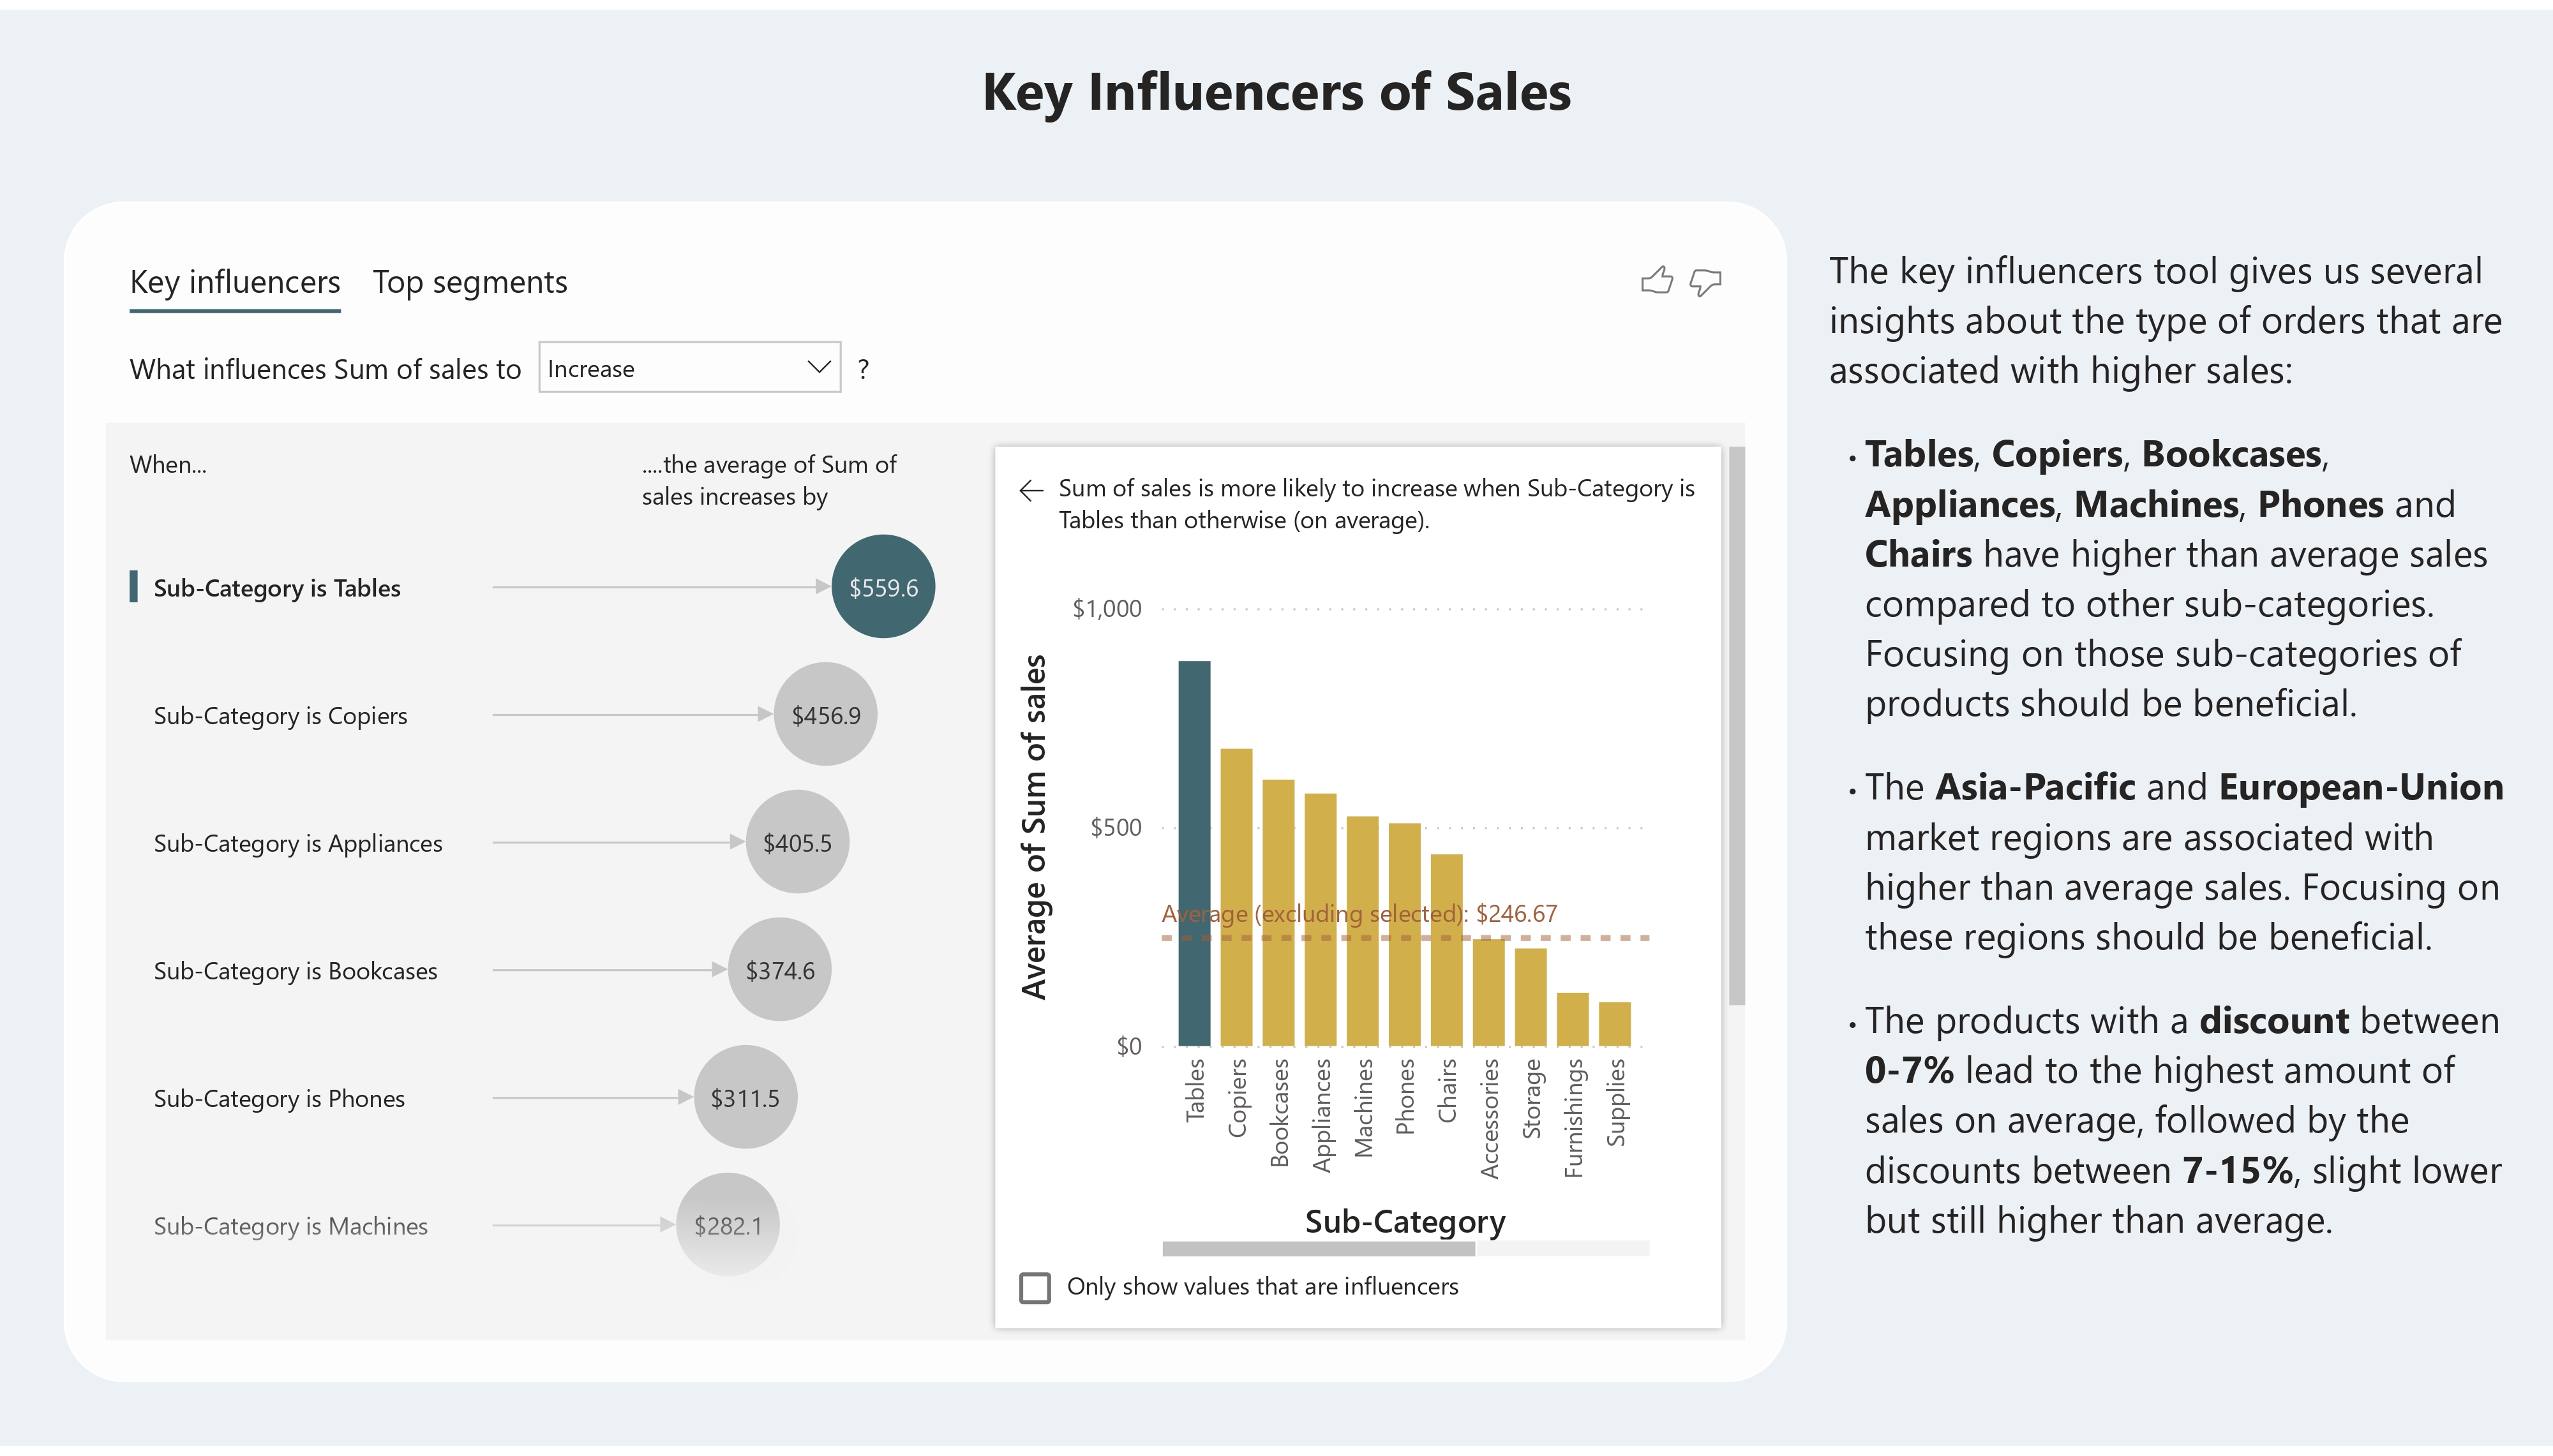 Key Influencers of Sales
Key influencers Top segments
What influences Sum of sales to Increase ?
When...
....the average of Sum of
sales increases by
Sub-Category is Tables $559.6
Sub-Category is Copiers $456.9
Sub-Category is Appliances $405.5
Sub-Category is Bookcases $374.6
Sub-Category is Phones $311.5
Sub-Category is Machines $282.1
Sum of sales is more likely to increase when Sub-Category is
Tables than otherwise (on average).
Average of Sum of sales
$1,000
$500
$0
Average (excluding selected): $246.67
Tables
Copiers
Bookcases
Appliances
Machines
Phones
Chairs
Accessories
Storage
Furnishings
Supplies
Sub-Category
Only show values that are influencers
The key influencers tool gives us several
insights about the type of orders that are
associated with higher sales:
• Tables, Copiers, Bookcases,
Appliances, Machines, Phones and
Chairs have higher than average sales
compared to other sub-categories.
Focusing on those sub-categories of
products should be beneficial.
• The Asia-Pacific and European-Union
market regions are associated with
higher than average sales. Focusing on
these regions should be beneficial.
• The products with a discount between
0-7% lead to the highest amount of
sales on average, followed by the
discounts between 7-15%, slight lower
but still higher than average.